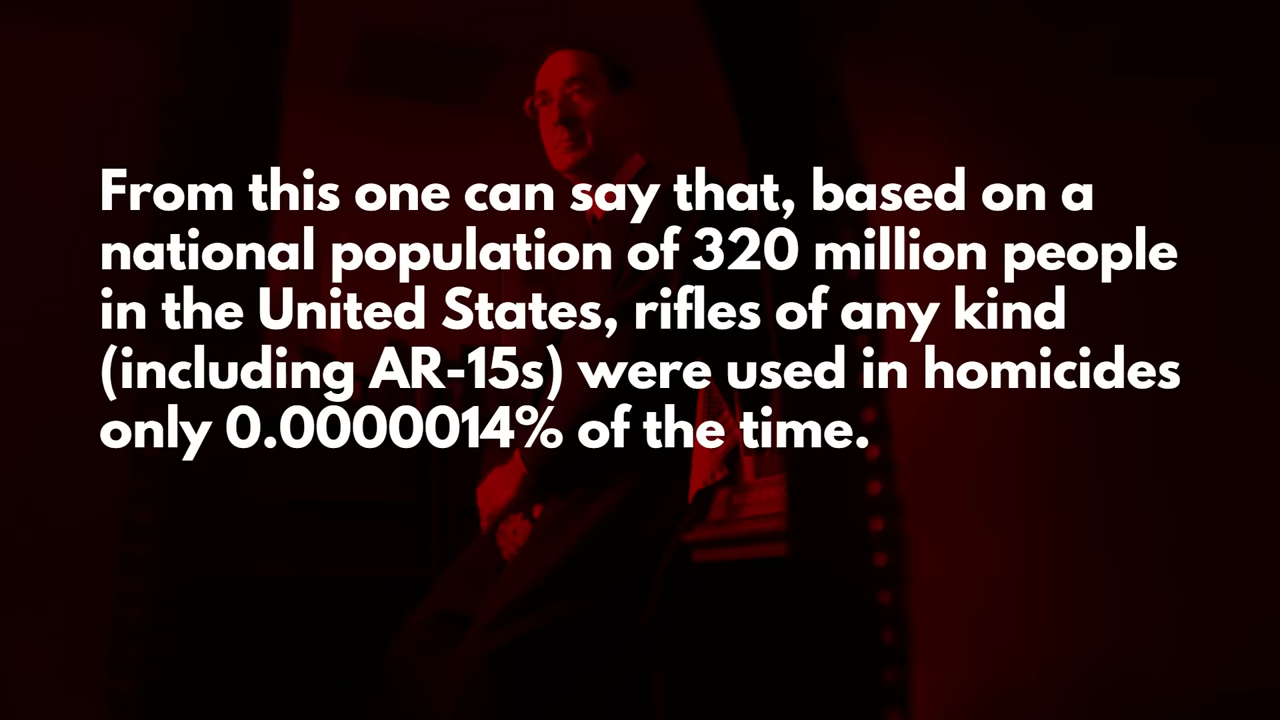 From this one can say that, based on a
national population of 320 million people
in the United States, rifles of any kind
(including AR-15s) were used in homicides
only 0.0000014% of the time.